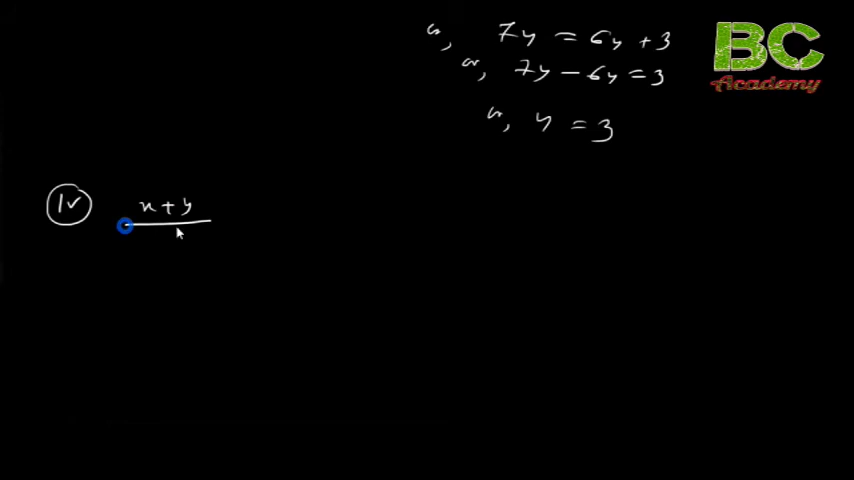 or, 7y = 6y + 3
or, 7y - 6y = 3
or, y = 3
BC
Academy
iv x + y